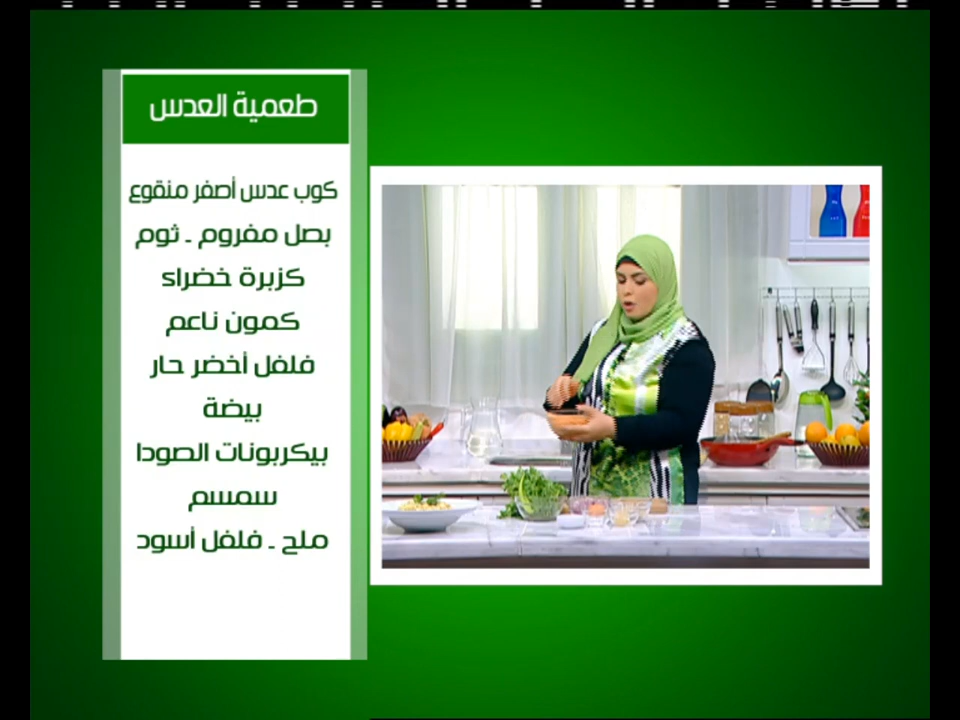 طعمية العدس
كوب عدس أصفر منقوع
بصل مفروم - ثوم
كزبرة خضراء
كمون ناعم
فلفل أخضر حار
بيضة
بيكربونات الصودا
سمسم
ملح - فلفل أسود